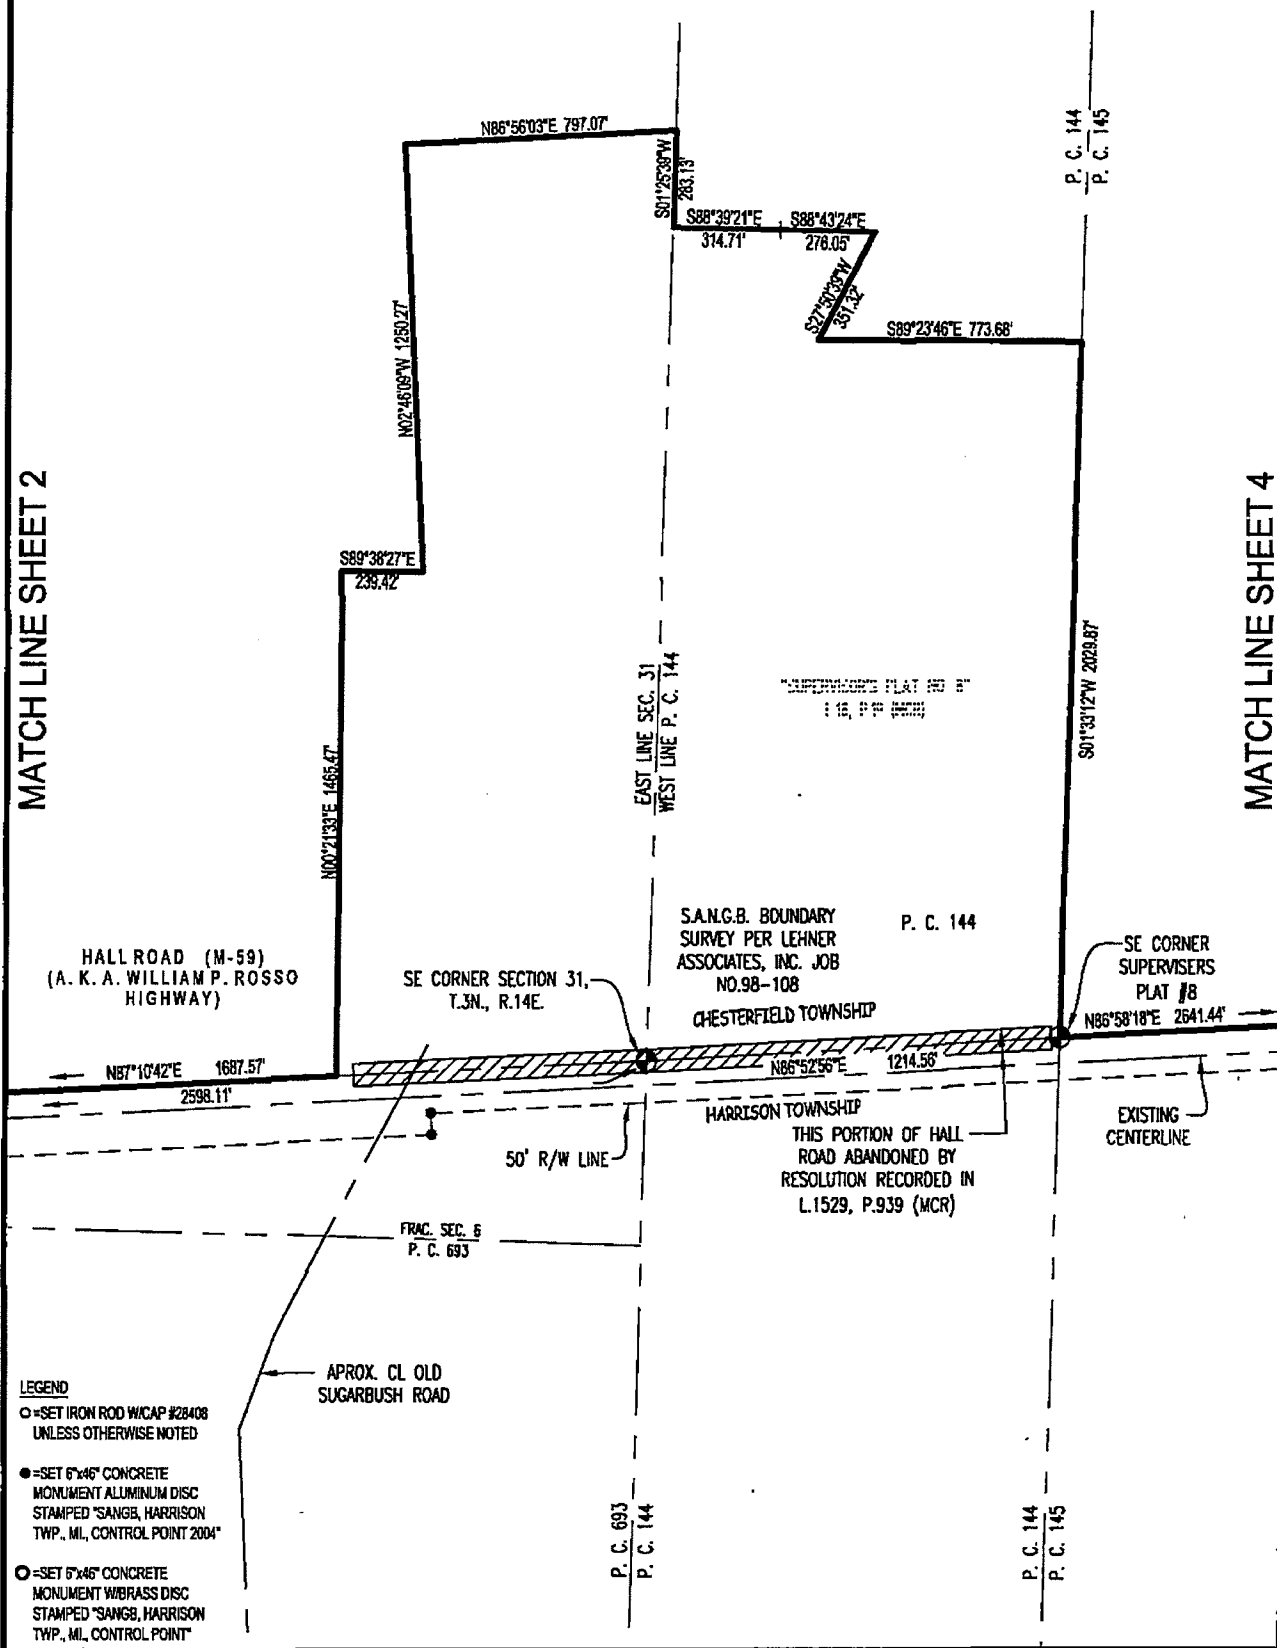 N86°56'03"E 797.07'
S01°25'39"W
283.13'
P. C. 144
P. C. 145
S88°39'21"E
314.71'
S88°43'24"E
276.05'
S27°50'39"W
351.32'
S89°23'46"E 773.68'
N02°46'09"W 1250.27'
MATCH LINE SHEET 2
MATCH LINE SHEET 4
S89°38'27"E
239.42'
EAST LINE SEC. 31
WEST LINE P. C. 144
"SUPERVISOR'S PLAT NO 8"
(MCR)
S01°33'12"W 2029.87'
N00°21'33"E 1465.47'
HALL ROAD (M-59)
(A. K. A. WILLIAM P. ROSSO
HIGHWAY)
SE CORNER SECTION 31,
T.3N., R.14E.
S.A.N.G.B. BOUNDARY
SURVEY PER LEHNER
ASSOCIATES, INC. JOB
NO.98-108
P. C. 144
CHESTERFIELD TOWNSHIP
SE CORNER
SUPERVISERS
PLAT #8
N86°58'18"E 2641.44'
N87°10'42"E 1687.57'
2598.11'
N86°52'56"E 1214.56'
HARRISON TOWNSHIP
50' R/W LINE
THIS PORTION OF HALL
ROAD ABANDONED BY
RESOLUTION RECORDED IN
L.1529, P.939 (MCR)
EXISTING
CENTERLINE
FRAC. SEC. 6
P. C. 693
APROX. CL OLD
SUGARBUSH ROAD
LEGEND
O=SET IRON ROD W/CAP #28408
UNLESS OTHERWISE NOTED
●=SET 6"x46" CONCRETE
MONUMENT ALUMINUM DISC
STAMPED "SANGB, HARRISON
TWP., MI., CONTROL POINT 2004"
O=SET 6"x46" CONCRETE
MONUMENT W/BRASS DISC
STAMPED "SANGB, HARRISON
TWP., MI., CONTROL POINT"
P. C. 693
P. C. 144
P. C. 144
P. C. 145